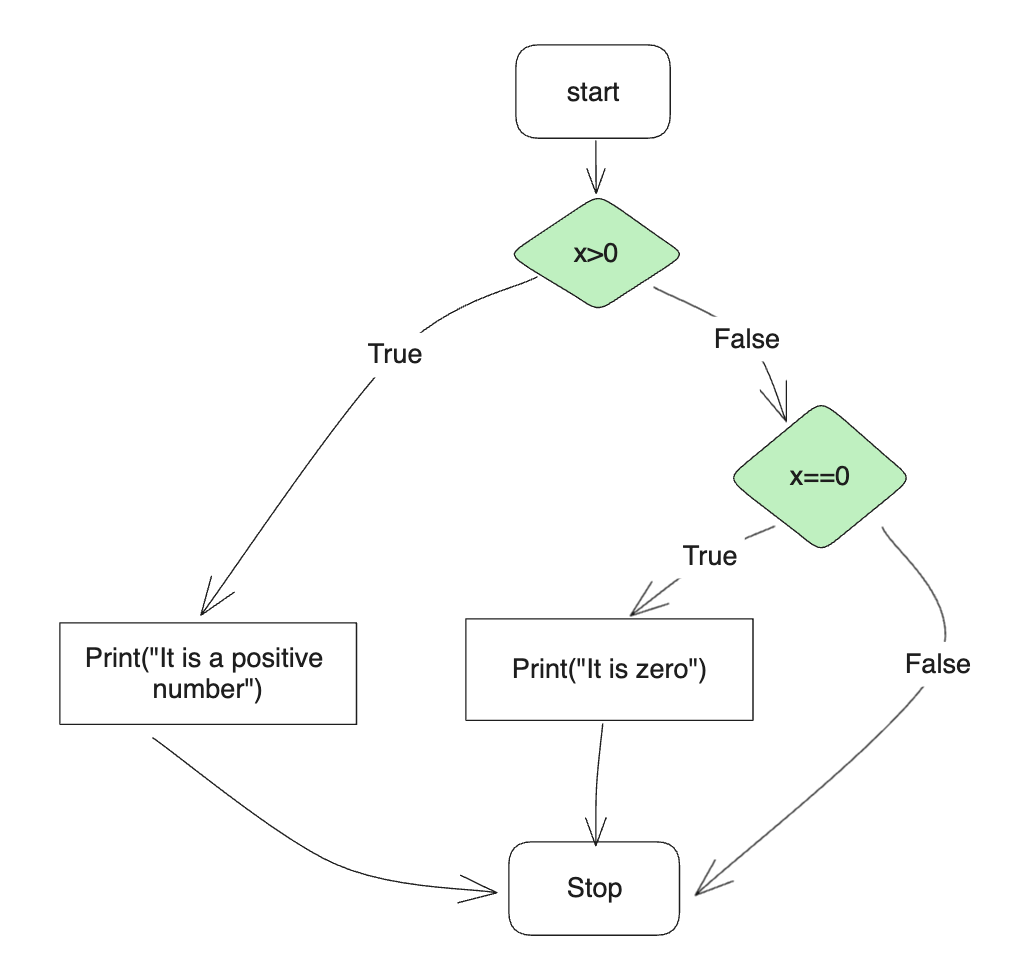 start
x>0
True
False
x==0
True
False
Print("It is a positive
number")
Print("It is zero")
Stop